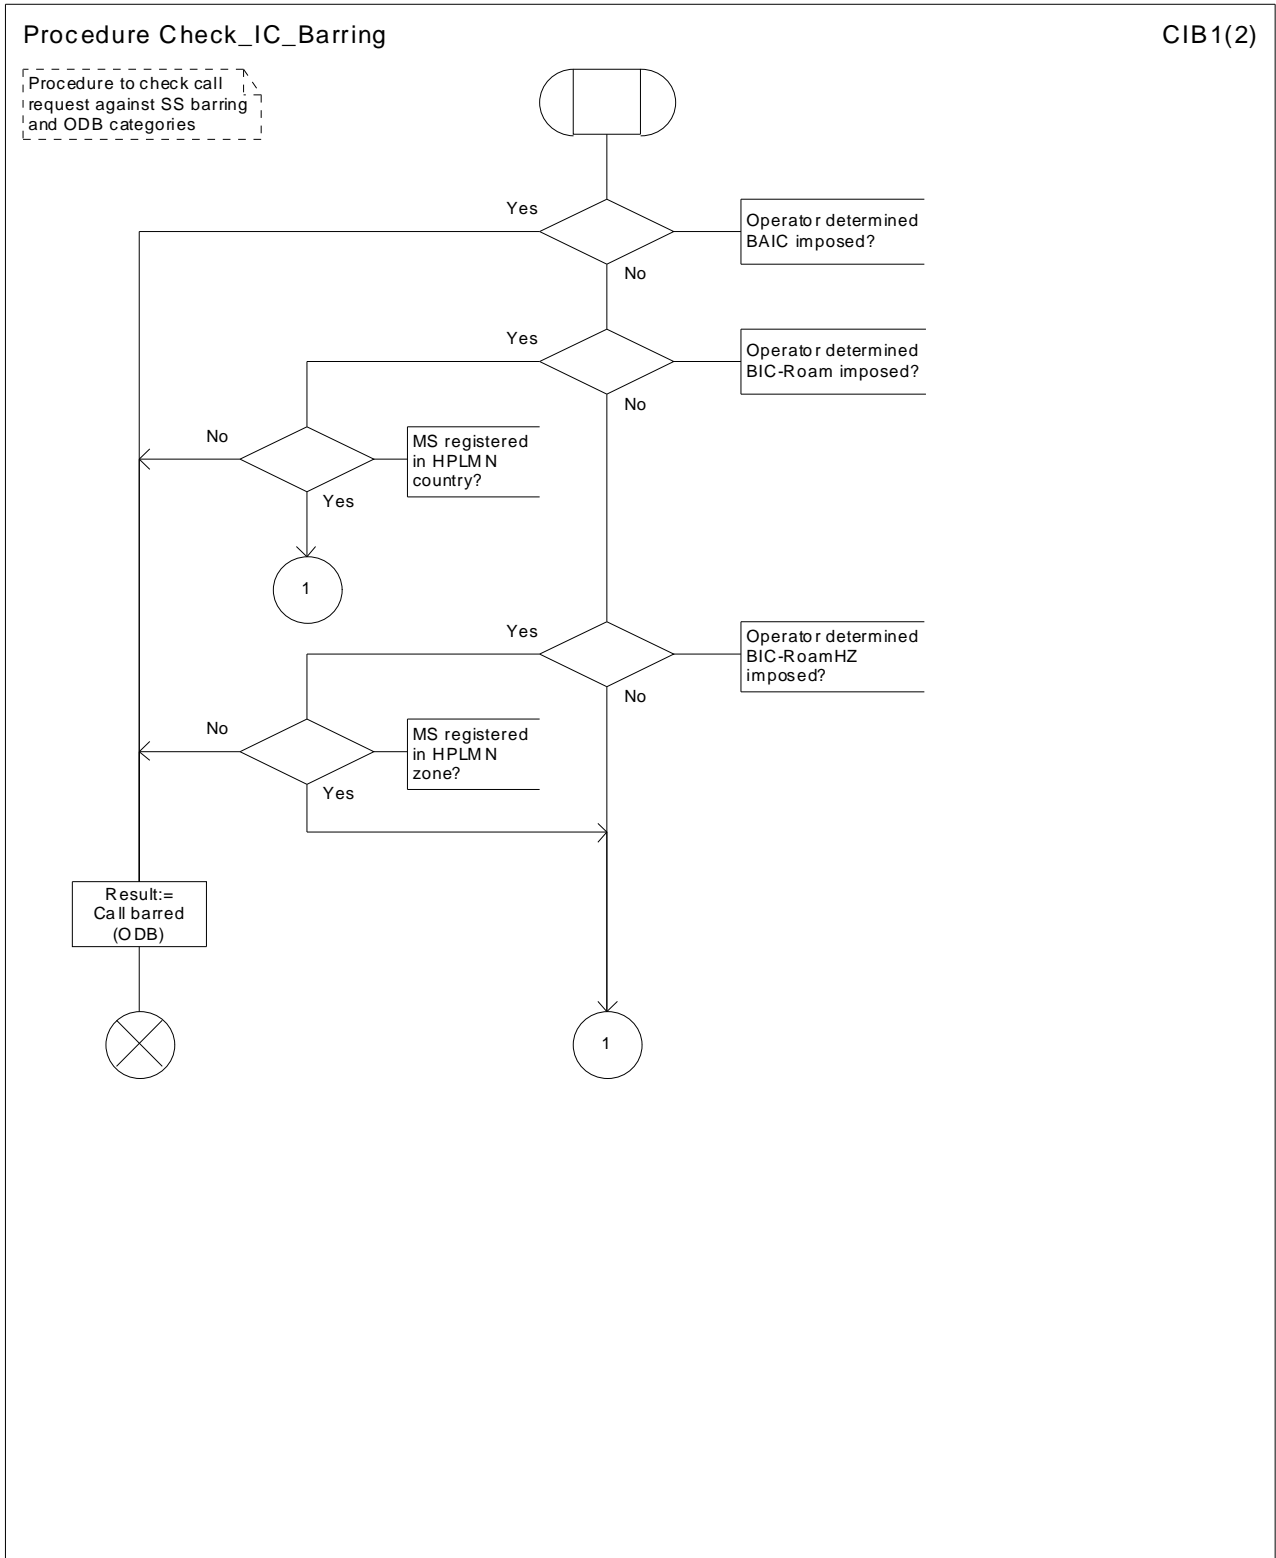 Procedure Check_IC_Barring
CIB1(2)
Procedure to check call
request against SS barring
and ODB categories
Yes
Operator determined
BAIC imposed?
No
Yes
Operator determined
BIC-Roam imposed?
No
No
MS registered
in HPLMN
country?
Yes
1
Yes
Operator determined
BIC-RoamHZ
imposed?
No
No
MS registered
in HPLMN
zone?
Yes
Result:=
Call barred
(ODB)
1